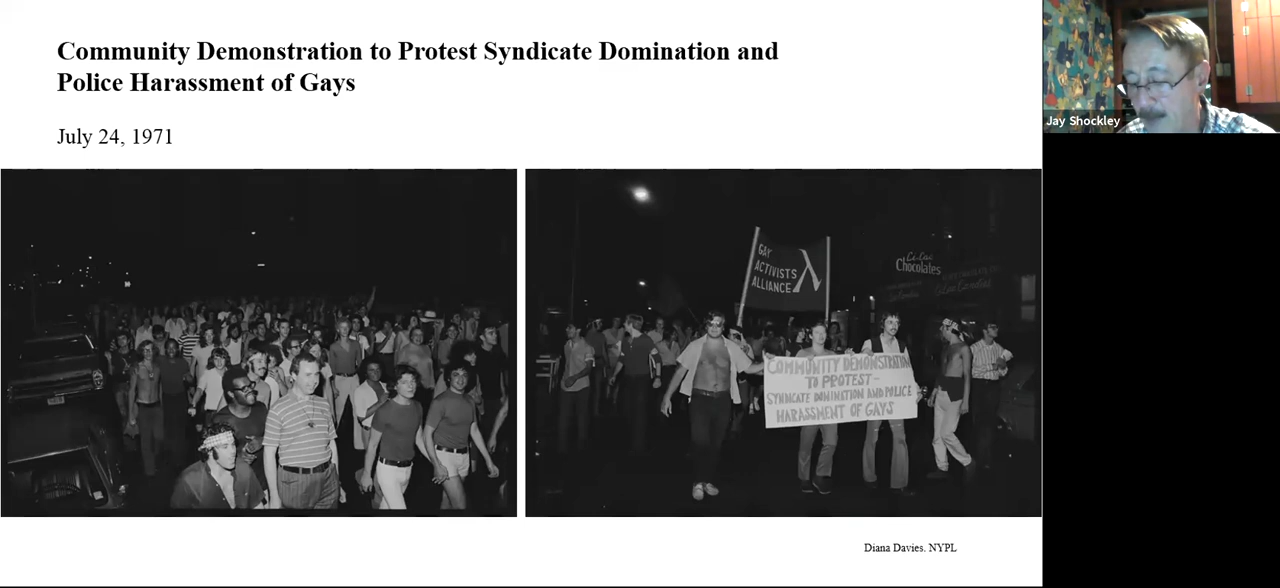 Community Demonstration to Protest Syndicate Domination and
Police Harassment of Gays
July 24, 1971
Jay Shockley
GAY
ACTIVISTS
ALLIANCE
Chocolates
COMMUNITY DEMONSTRATION
TO PROTEST-
SYNDICATE DOMINATION AND POLICE
HARASSMENT OF GAYS
Diana Davies. NYPL